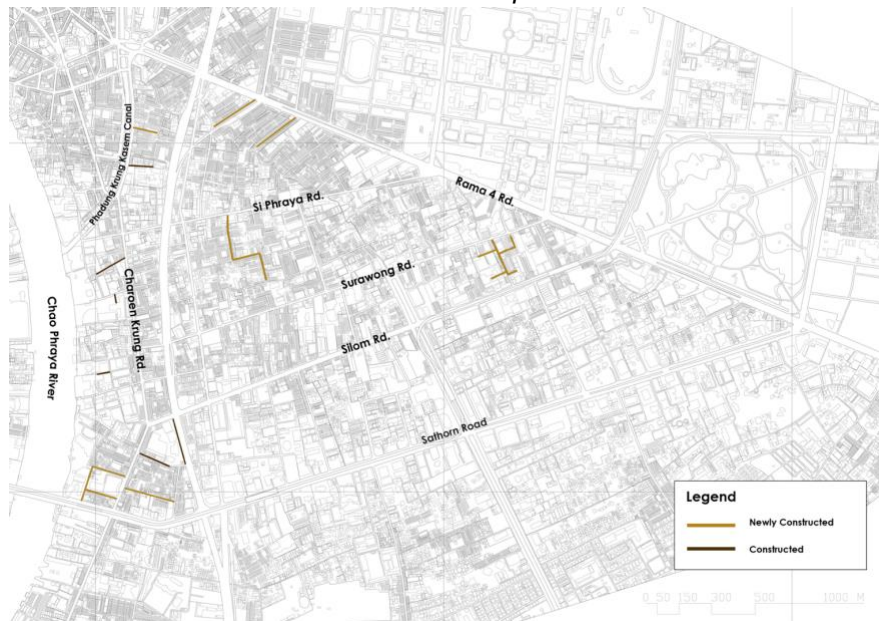 Phadung Krung Kasem Canal
Si Phraya Rd.
Rama 4 Rd.
Surawong Rd.
Charoen Krung Rd.
Chao Phraya River
Silom Rd.
Sathorn Road
Legend
Newly Constructed
Constructed
0 50 150 300 500 1000 M